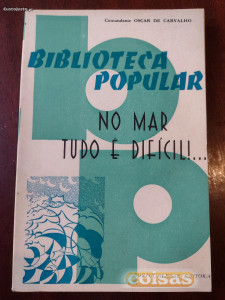 Comandante OSCAR DE CARVALHO
BIBLIOTECA
POPULAR
NO MAR
TUDO É DIFÍCIL!...
coisas